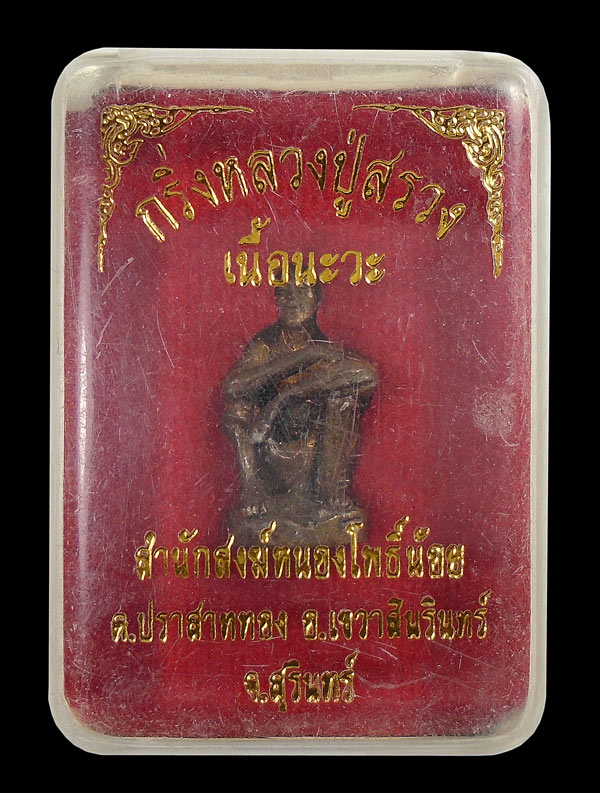 กริ่งหลวงปู่สรวง
เนื้อนะวะ
สำนักสงฆ์หนองโพธิ์น้อย
ต.ปราสาททอง อ.เขวาสินรินทร์
จ.สุรินทร์